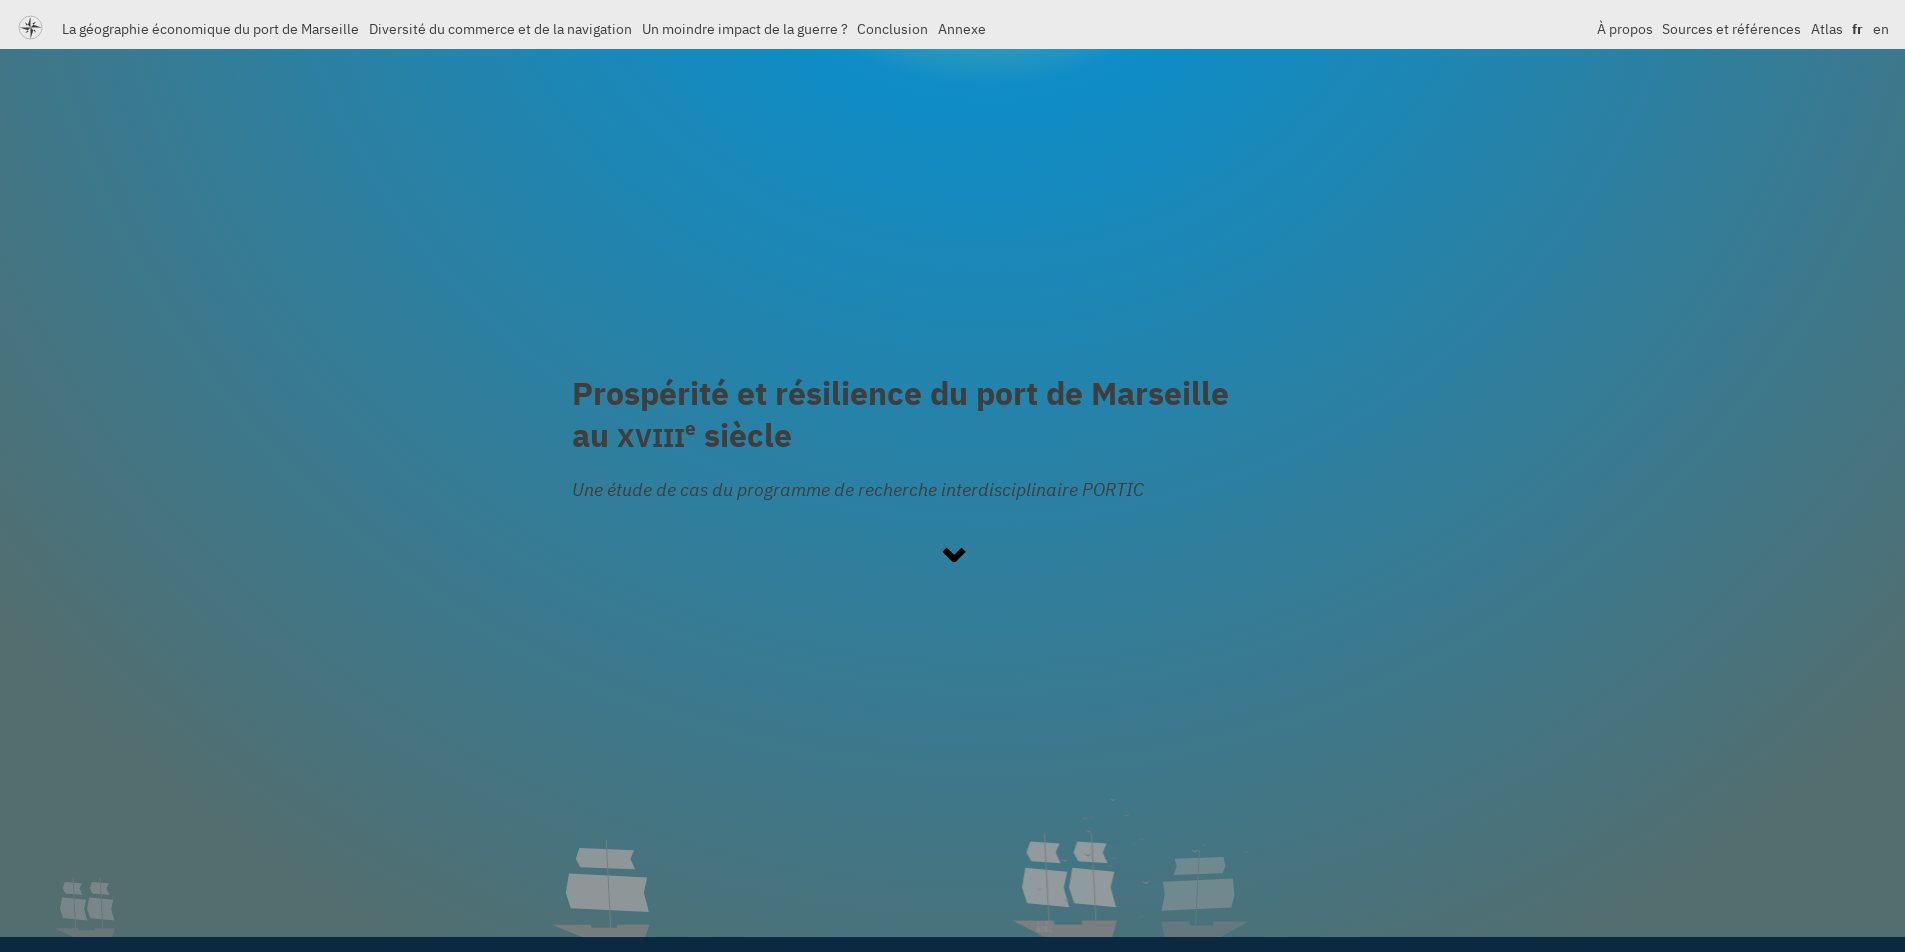 La géographie économique du port de Marseille Diversité du commerce et de la navigation Un moindre impact de la guerre ? Conclusion Annexe À propos Sources et références Atlas fr en
Prospérité et résilience du port de Marseille
au XVIIIe siècle
Une étude de cas du programme de recherche interdisciplinaire PORTIC